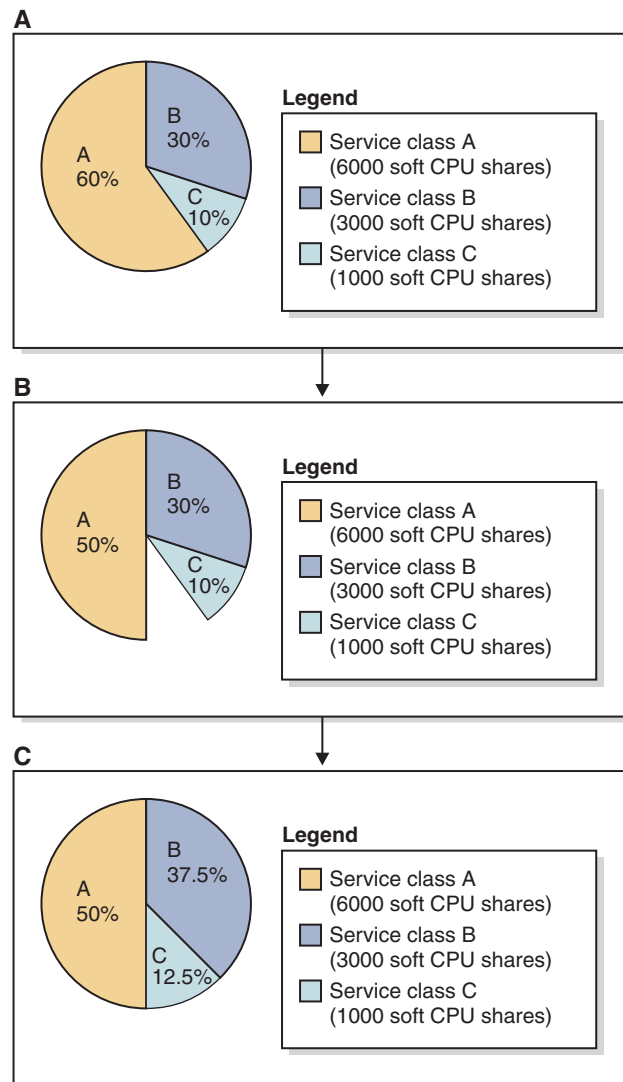 A
B
30%
A
60%
C
10%
Legend
Service class A
(6000 soft CPU shares)
Service class B
(3000 soft CPU shares)
Service class C
(1000 soft CPU shares)
B
B
30%
A
50%
C
10%
Legend
Service class A
(6000 soft CPU shares)
Service class B
(3000 soft CPU shares)
Service class C
(1000 soft CPU shares)
C
B
37.5%
A
50%
C
12.5%
Legend
Service class A
(6000 soft CPU shares)
Service class B
(3000 soft CPU shares)
Service class C
(1000 soft CPU shares)